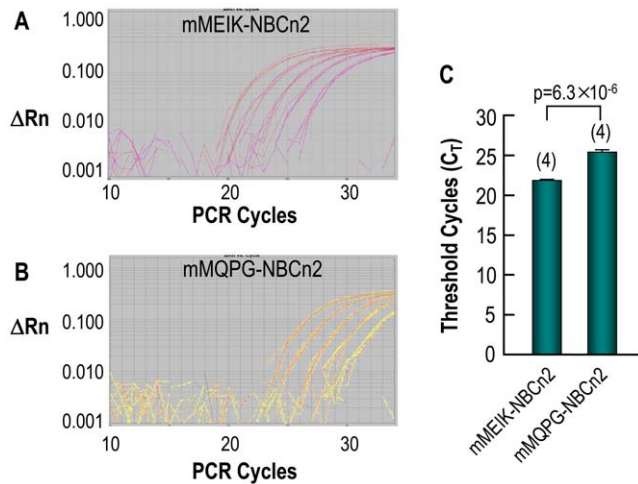 A
mMEIK-NBCn2
1.000
0.100
ΔRn
0.010
0.001
10 20 30
PCR Cycles
B
mMQPG-NBCn2
1.000
ΔRn
0.100
0.010
0.001
10 20 30
PCR Cycles
C
p=6.3×10⁻⁶
(4)
(4)
Threshold Cycles (C_T)
30
25
20
15
10
5
0
mMEIK-NBCn2
mMQPG-NBCn2